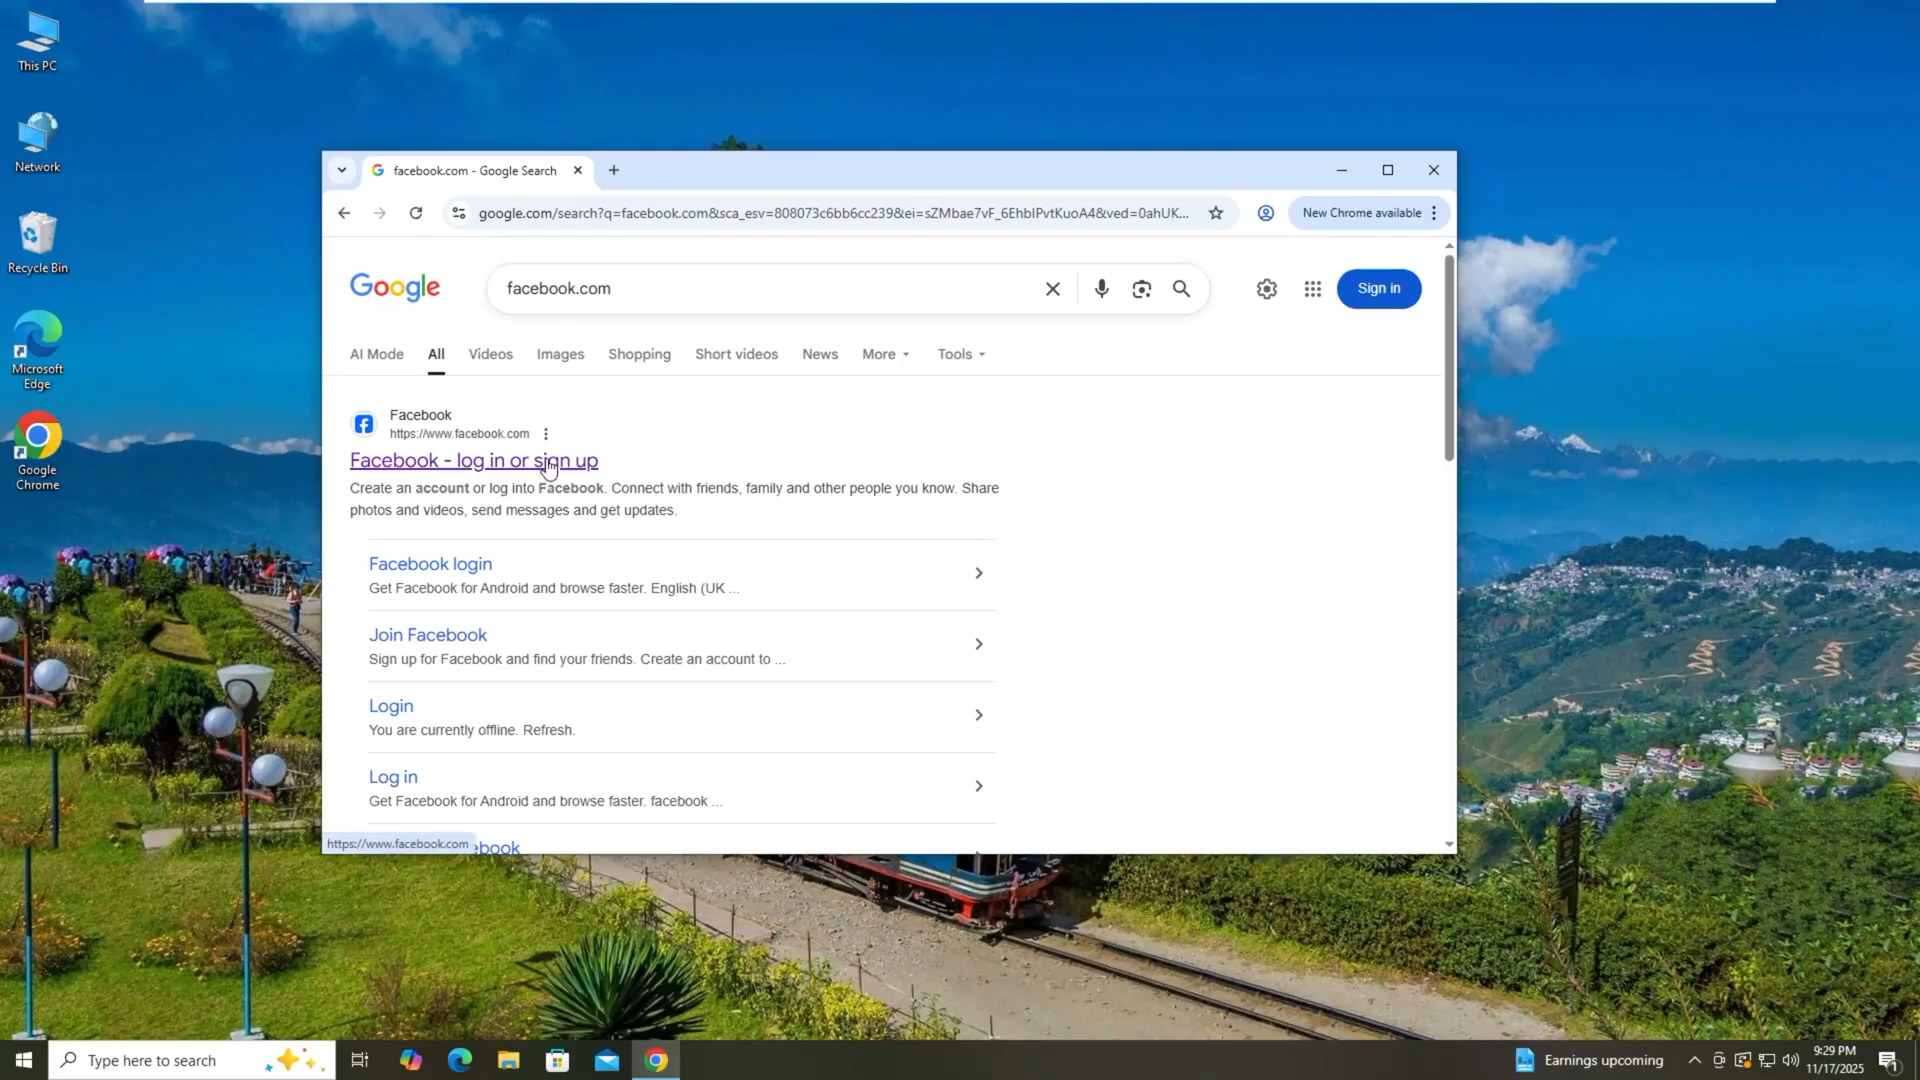 This PC
Network
Recycle Bin
Microsoft
Edge
Google
Chrome
facebook.com - Google Search
google.com/search?q=facebook.com&sca_esv=808073c6bb6cc239&ei=sZMbae7vF_6EhbIPvtKuoA4&ved=0ahUK...
New Chrome available
Google
facebook.com
Sign in
AI Mode
All
Videos
Images
Shopping
Short videos
News
More
Tools
Facebook
https://www.facebook.com
Facebook - log in or sign up
Create an account or log into Facebook. Connect with friends, family and other people you know. Share
photos and videos, send messages and get updates.
Facebook login
Get Facebook for Android and browse faster. English (UK ...
Join Facebook
Sign up for Facebook and find your friends. Create an account to ...
Login
You are currently offline. Refresh.
Log in
Get Facebook for Android and browse faster. facebook ...
https://www.facebook.com
ebook
Type here to search
Earnings upcoming
9:29 PM
11/17/2025
1